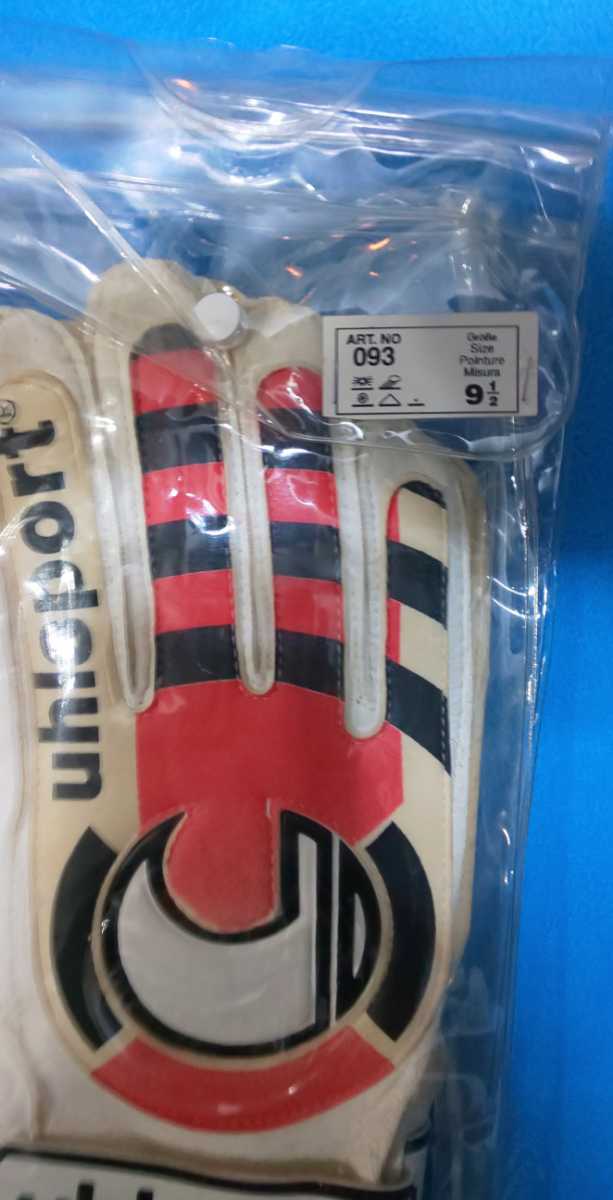 ART. NO
093
Größe
Size
Pointure
Misura
9 1/2
uhlsport